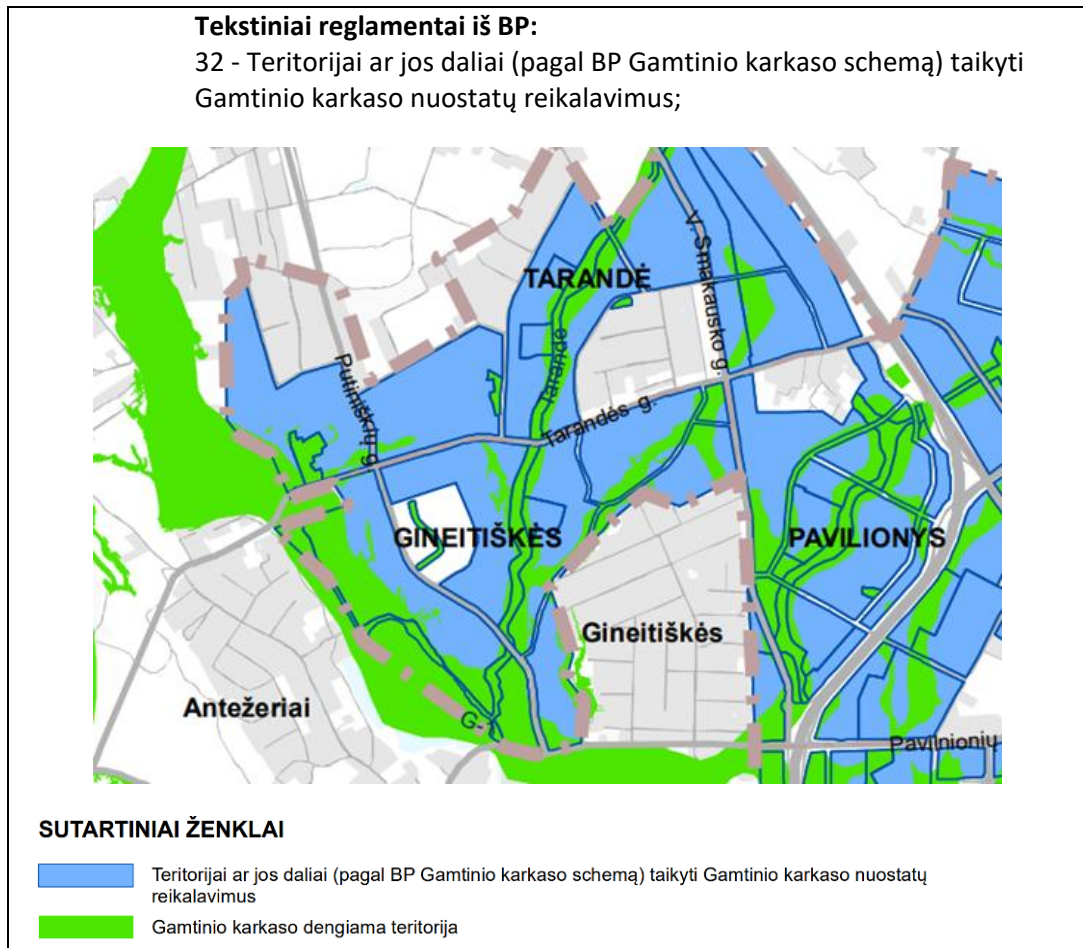 Tekstiniai reglamentai iš BP:
32 - Teritorijai ar jos daliai (pagal BP Gamtinio karkaso schemą) taikyti
Gamtinio karkaso nuostatų reikalavimus;
TARANDĖ
V. Smakausko g.
Tarandė
Putiniškių g.
Tarandės g.
GINEITIŠKĖS
PAVILIONYS
Gineitiškės
Antežeriai
Pavilnionių
SUTARTINIAI ŽENKLAI
Teritorijai ar jos daliai (pagal BP Gamtinio karkaso schemą) taikyti Gamtinio karkaso nuostatų
reikalavimus
Gamtinio karkaso dengiama teritorija